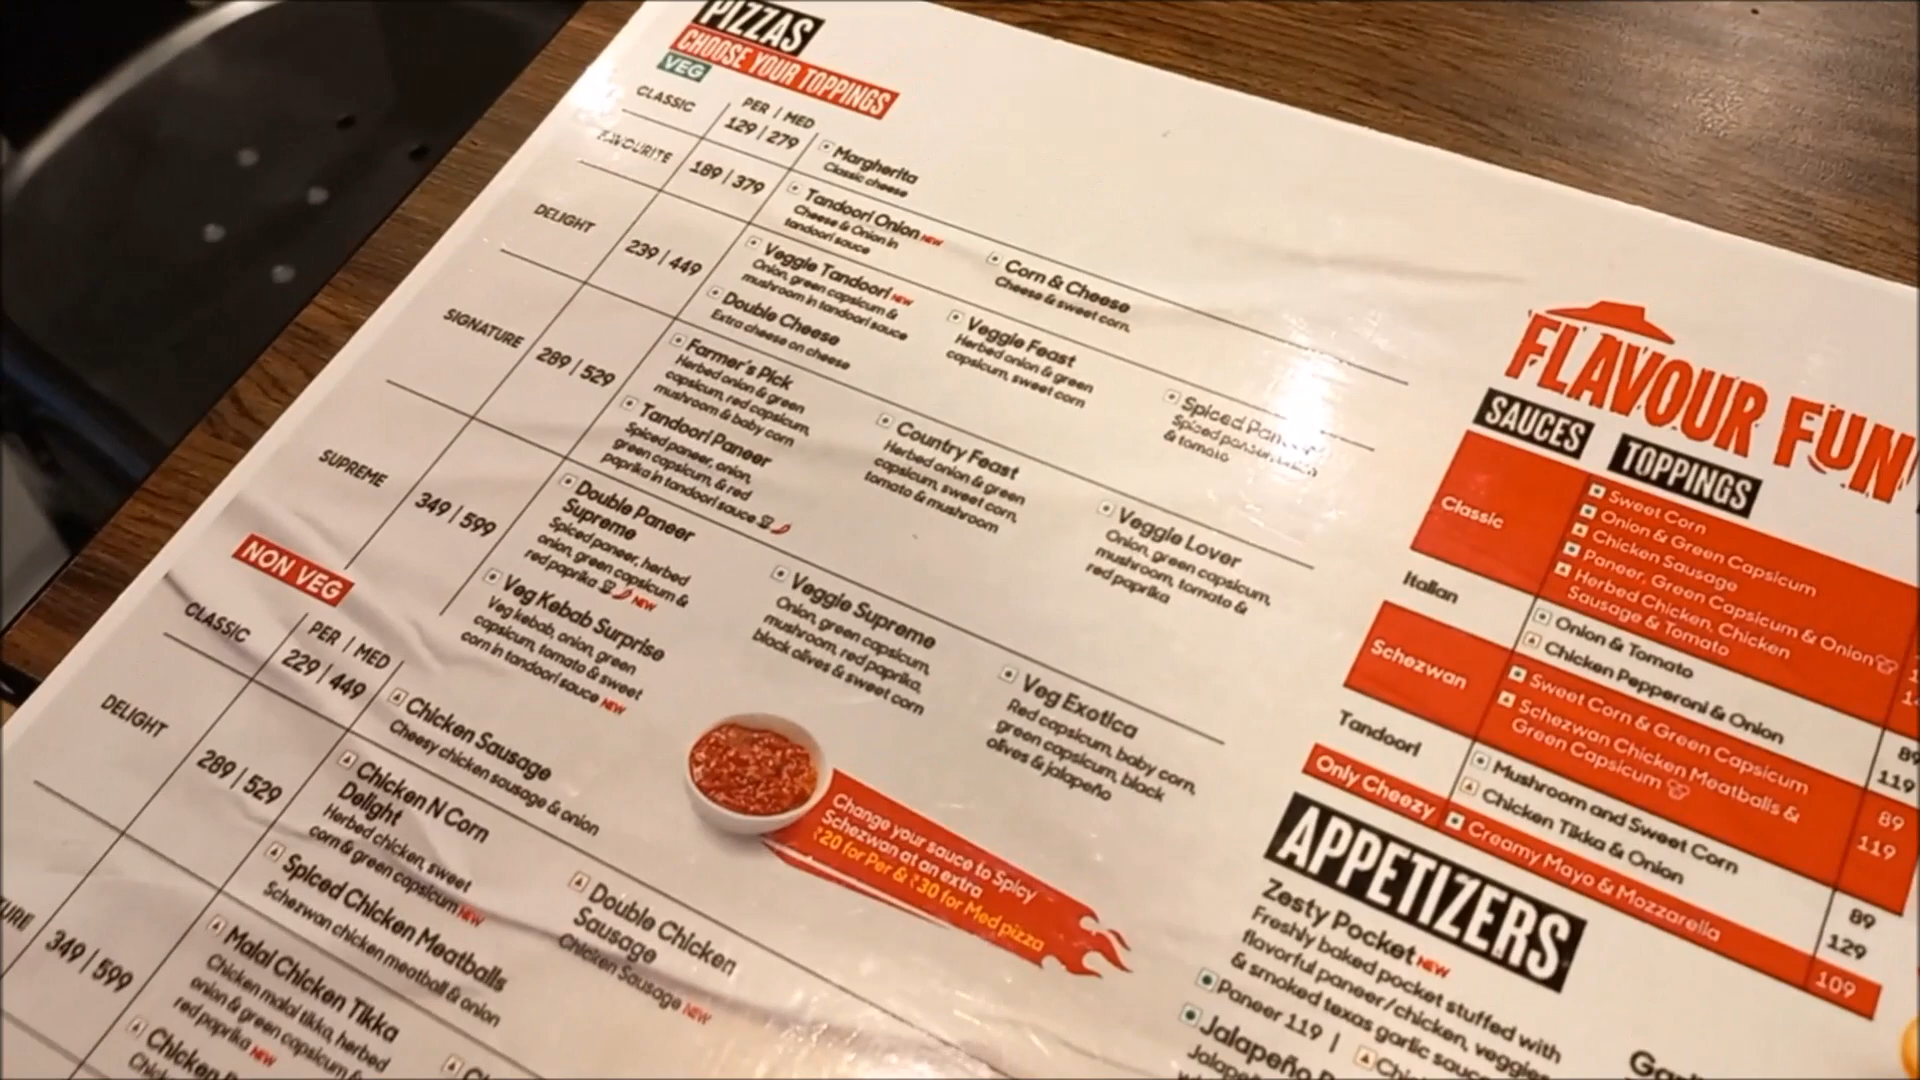 PIZZAS
CHOOSE YOUR TOPPINGS
VEG
CLASSIC
PER | MED
129 | 279
Margherita
Classic cheese
FAVOURITE
189 | 379
Tandoori Onion NEW
Cheese & Onion in
tandoori sauce
Corn & Cheese
Cheese & sweet corn.
DELIGHT
239 | 449
Veggie Tandoori NEW
Onion, green capsicum &
mushroom in tandoori sauce
Double Cheese
Extra cheese on cheese
Veggie Feast
Herbed onion & green
capsicum, sweet corn
Spiced
Spiced
& tomato
SIGNATURE
289 | 529
Farmer's Pick
Herbed onion & green
capsicum, red capsicum,
mushroom & baby corn
Tandoori Paneer
Spiced paneer, onion,
green capsicum, & red
paprika in tandoori sauce
Country Feast
Herbed onion & green
capsicum, sweet corn,
tomato & mushroom
Veggie Lover
Onion, green capsicum,
mushroom, tomato &
red paprika
SUPREME
349 | 599
Double Paneer
Supreme
Spiced paneer, herbed
onion, green capsicum &
red paprika NEW
Veg Kebab Surprise
Veg kebab, onion, green
capsicum, tomato & sweet
corn in tandoori sauce NEW
Veggie Supreme
Onion, green capsicum,
mushroom, red paprika,
black olives & sweet corn
Veg Exotica
Red capsicum, baby corn,
green capsicum, black
olives & jalapeño
NON VEG
CLASSIC
PER | MED
229 | 449
Chicken Sausage
Cheesy chicken sausage & onion
DELIGHT
289 | 529
Chicken N Corn
Delight
Herbed chicken, sweet
corn & green capsicum NEW
Spiced Chicken Meatballs
Schezwan chicken meatball & onion
Double Chicken
Sausage
Chicken Sausage NEW
URE
349 | 599
Malai Chicken Tikka
Chicken malai tikka, herbed
onion & green capsicum &
red paprika NEW
Chicken
Change your sauce to Spicy
Schezwan at an extra
₹20 for Per & ₹30 for Med pizza
FLAVOUR FUN
SAUCES
TOPPINGS
Classic
Sweet Corn
Onion & Green Capsicum
Chicken Sausage
Paneer, Green Capsicum & Onion
Herbed Chicken, Chicken
Sausage & Tomato
Italian
Onion & Tomato
Chicken Pepperoni & Onion
89
119
Schezwan
Sweet Corn & Green Capsicum
Schezwan Chicken Meatballs &
Green Capsicum
89
119
Tandoori
Mushroom and Sweet Corn
Chicken Tikka & Onion
89
129
Only Cheezy
Creamy Mayo & Mozzarella
109
APPETIZERS
Zesty Pocket NEW
Freshly baked pocket stuffed with
flavorful paneer/chicken, veggies
& smoked texas garlic sauce
Paneer 119 |
Jalapeño